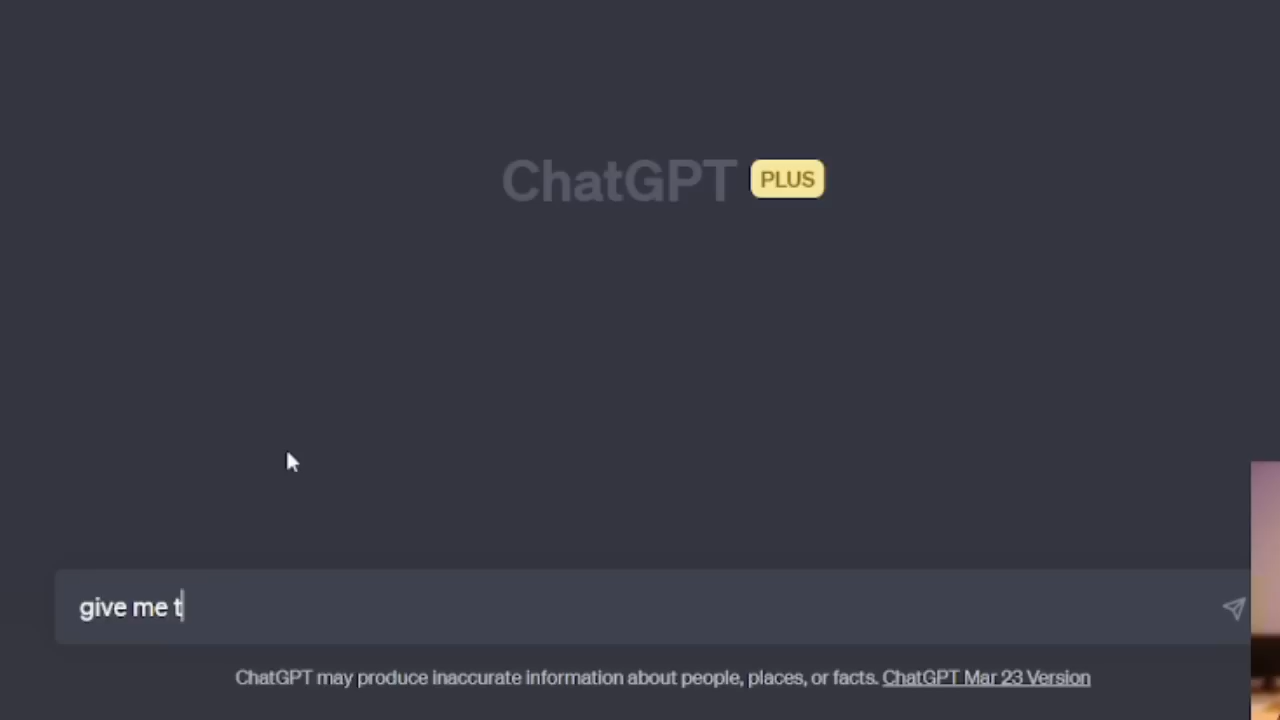 ChatGPT PLUS
give me t
ChatGPT may produce inaccurate information about people, places, or facts. ChatGPT Mar 23 Version